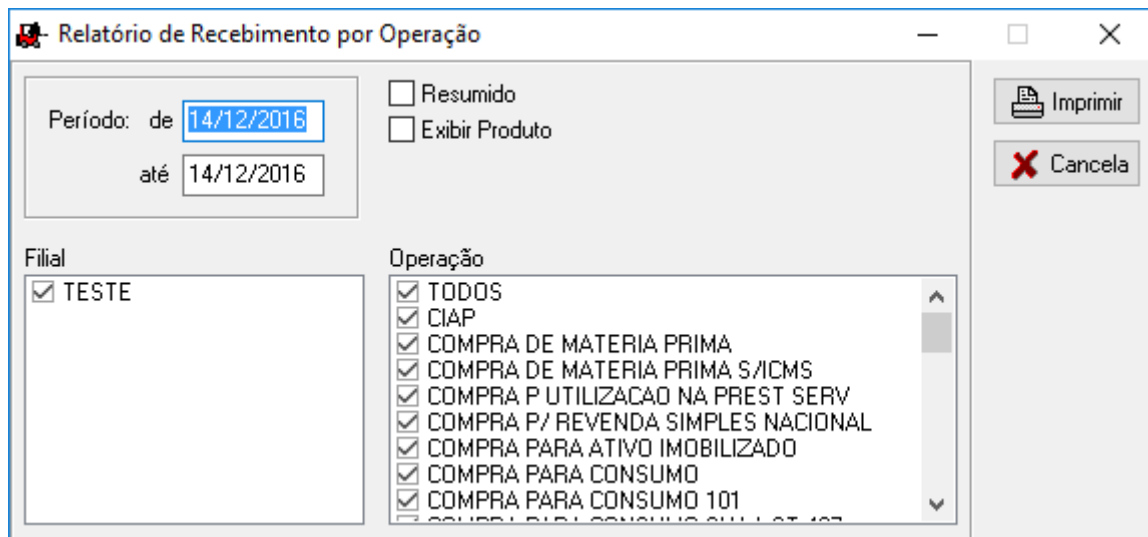 Relatório de Recebimento por Operação
Período: de 14/12/2016
até 14/12/2016
Resumido
Exibir Produto
Imprimir
Cancela
Filial
TESTE
Operação
TODOS
CIAP
COMPRA DE MATERIA PRIMA
COMPRA DE MATERIA PRIMA S/ICMS
COMPRA P UTILIZACAO NA PREST SERV
COMPRA P/ REVENDA SIMPLES NACIONAL
COMPRA PARA ATIVO IMOBILIZADO
COMPRA PARA CONSUMO
COMPRA PARA CONSUMO 101